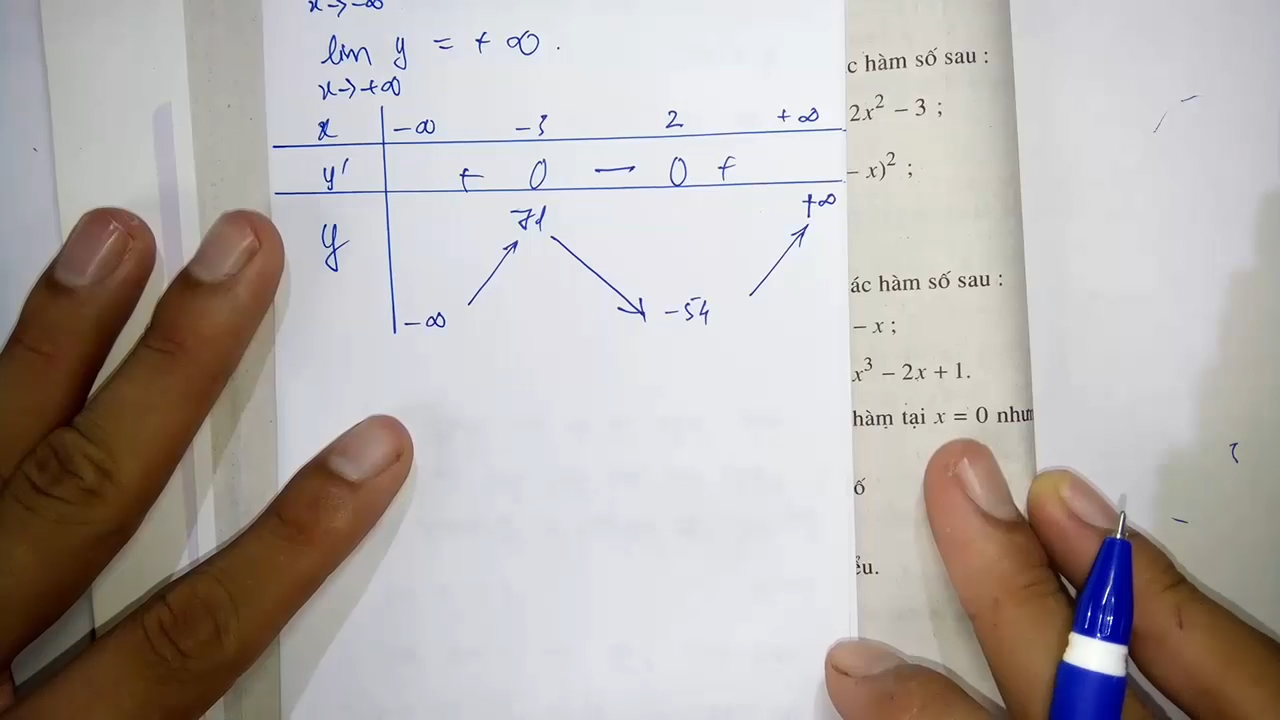 x → -∞
lim y = + ∞ .
x → +∞
x -∞ -3 2 +∞
y' + 0 - 0 +
y -∞ 71 -54 +∞
c hàm số sau :
2x² - 3 ;
- x)² ;
ác hàm số sau :
- x ;
x³ - 2x + 1.
hàm tại x = 0 như
ố
ểu.